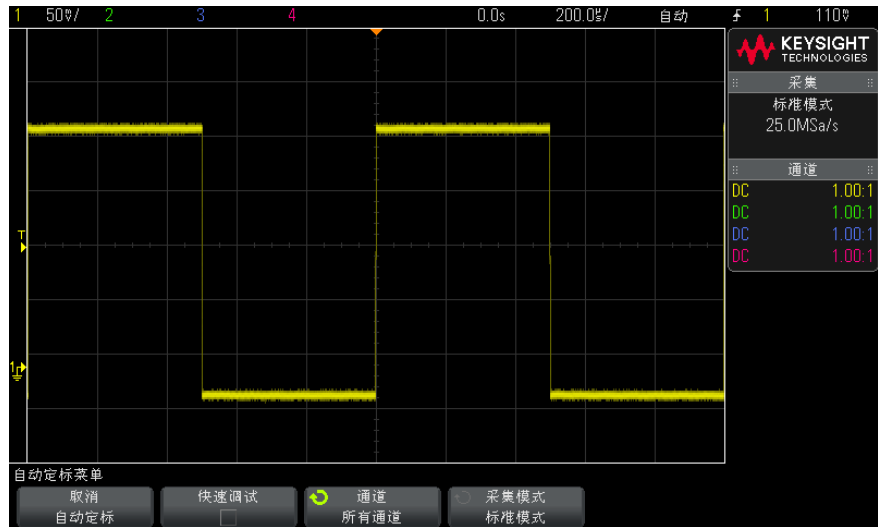 1 50▽/ 2 3 4 0.0s 200.0㎲/ 自动 1 110▽
KEYSIGHT
TECHNOLOGIES
采集
标准模式
25.0MSa/s
通道
DC 1.00:1
DC 1.00:1
DC 1.00:1
DC 1.00:1
T
1
自动定标菜单
取消
自动定标
快速调试
通道
所有通道
采集模式
标准模式